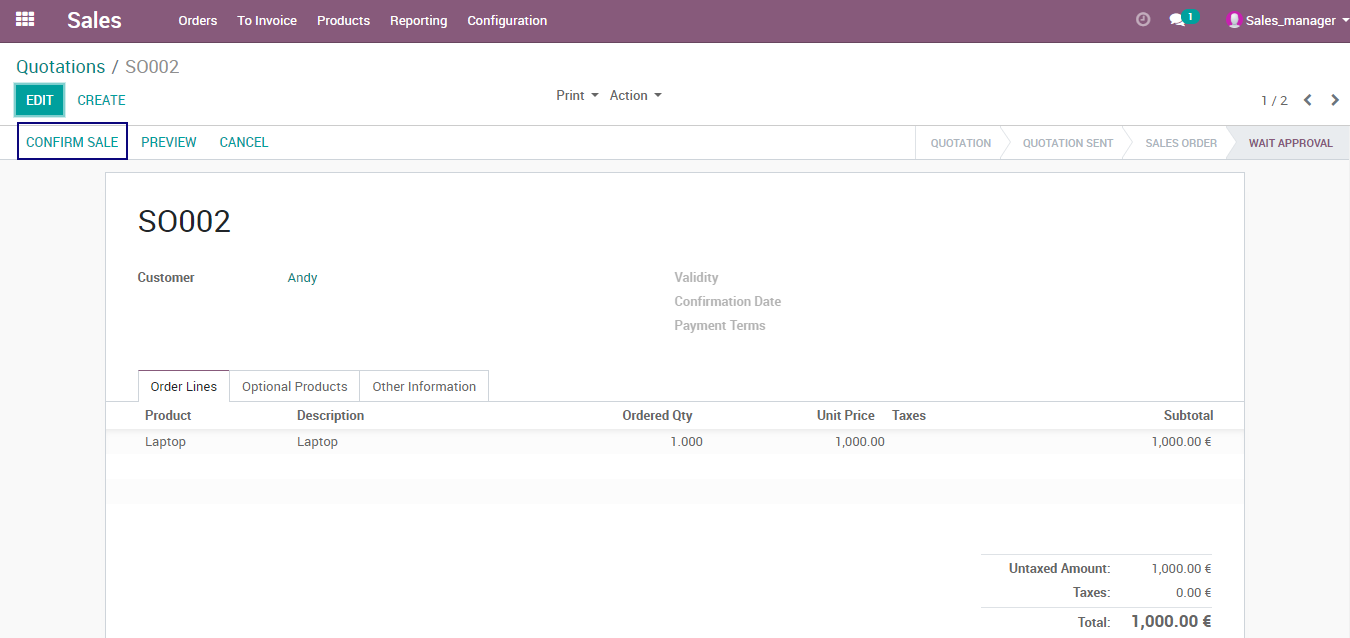 Sales Orders To Invoice Products Reporting Configuration 1 Sales_manager
Quotations / SO002
EDIT CREATE Print Action 1 / 2
CONFIRM SALE PREVIEW CANCEL QUOTATION QUOTATION SENT SALES ORDER WAIT APPROVAL
SO002
Customer Andy Validity
Confirmation Date
Payment Terms
Order Lines Optional Products Other Information
Product Description Ordered Qty Unit Price Taxes Subtotal
Laptop Laptop 1.000 1,000.00 1,000.00 €
Untaxed Amount: 1,000.00 €
Taxes: 0.00 €
Total: 1,000.00 €